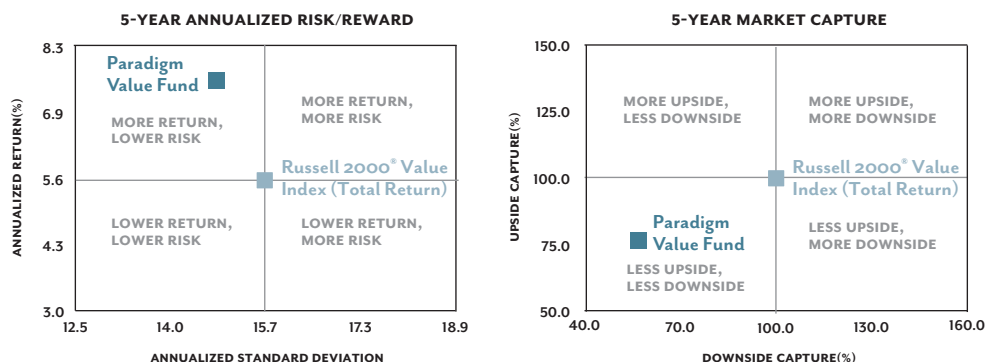 5-YEAR ANNUALIZED RISK/REWARD
ANNUALIZED RETURN(%)
8.3
6.9
5.6
4.3
3.0
Paradigm
Value Fund
MORE RETURN,
LOWER RISK
MORE RETURN,
MORE RISK
Russell 2000® Value
Index (Total Return)
LOWER RETURN,
LOWER RISK
LOWER RETURN,
MORE RISK
12.5
14.0
15.7
17.3
18.9
ANNUALIZED STANDARD DEVIATION
5-YEAR MARKET CAPTURE
UPSIDE CAPTURE(%)
150.0
125.0
100.0
75.0
50.0
MORE UPSIDE,
LESS DOWNSIDE
MORE UPSIDE,
MORE DOWNSIDE
Russell 2000® Value
Index (Total Return)
Paradigm
Value Fund
LESS UPSIDE,
LESS DOWNSIDE
LESS UPSIDE,
MORE DOWNSIDE
40.0
70.0
100.0
130.0
160.0
DOWNSIDE CAPTURE(%)